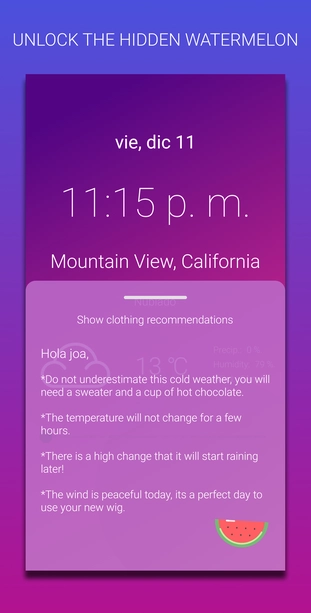 UNLOCK THE HIDDEN WATERMELON
vie, dic 11
11:15 p. m.
Mountain View, California
Nublado
Show clothing recommendations
Hola joa,
13 °C
*Do not underestimate this cold weather, you will
need a sweater and a cup of hot chocolate.
*The temperature will not change for a few
hours.
*There is a high change that it will start raining
later!
*The wind is peaceful today, its a perfect day to
use your new wig.